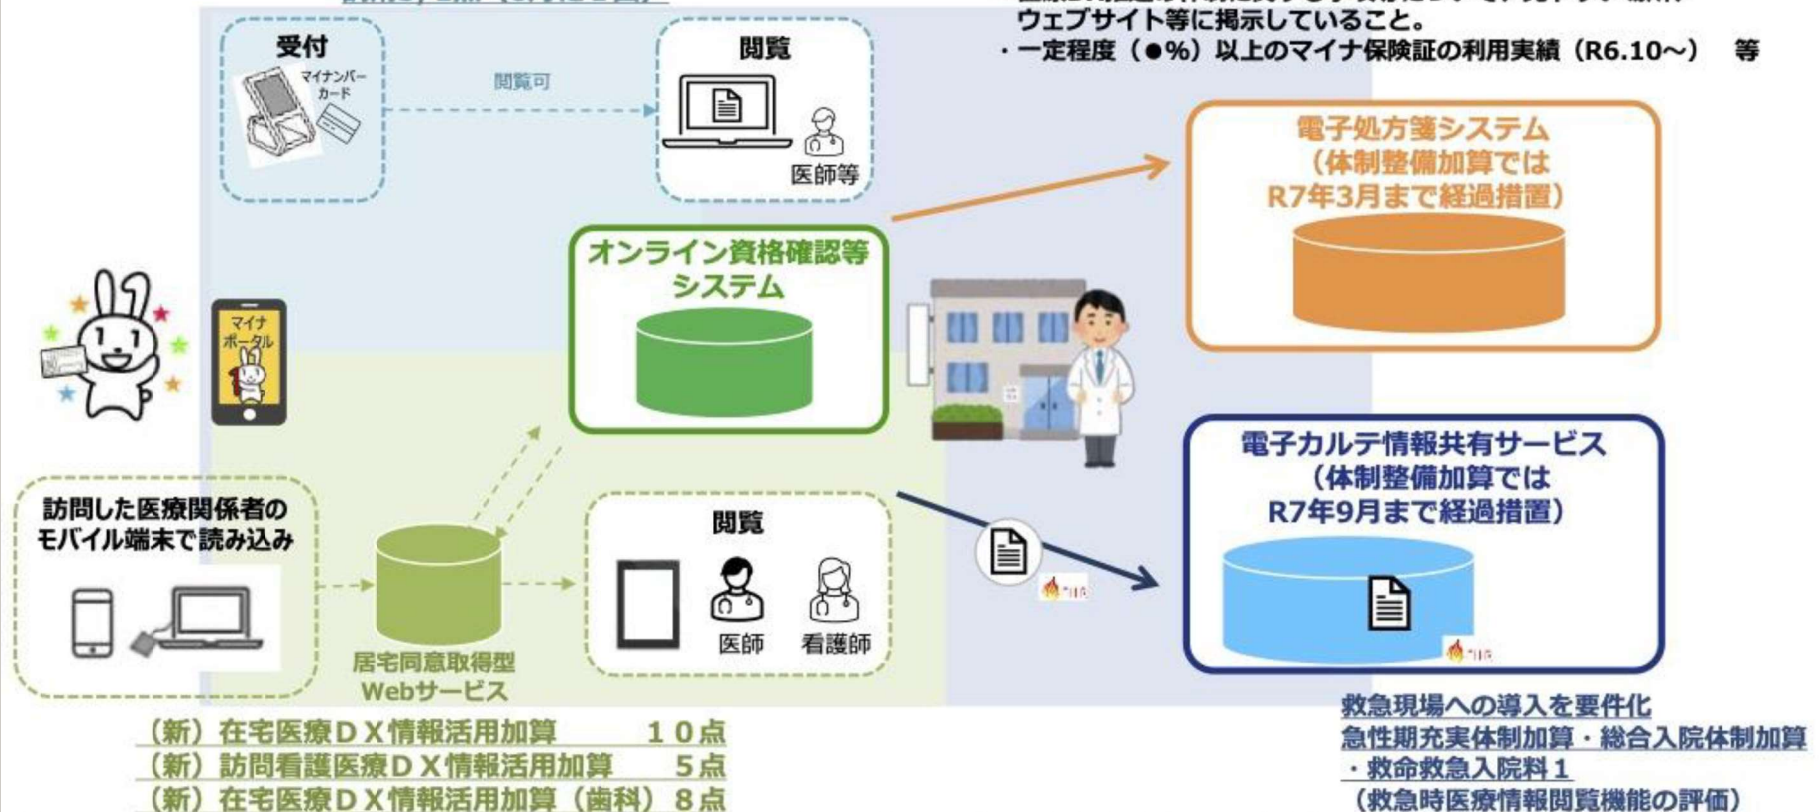 ウェブサイト等に掲示していること。
・一定程度（●%）以上のマイナ保険証の利用実績（R6.10～）　等
受付
マイナンバー
カード
閲覧可
閲覧
医師等
電子処方箋システム
（体制整備加算では
R7年3月まで経過措置）
オンライン資格確認等
システム
マイナ
ポータル
電子カルテ情報共有サービス
（体制整備加算では
R7年9月まで経過措置）
訪問した医療関係者の
モバイル端末で読み込み
居宅同意取得型
Webサービス
閲覧
医師
看護師
（新）在宅医療ＤＸ情報活用加算　　１０点
（新）訪問看護医療ＤＸ情報活用加算　　５点
（新）在宅医療ＤＸ情報活用加算（歯科）８点
救急現場への導入を要件化
急性期充実体制加算・総合入院体制加算
・救命救急入院料１
（救急時医療情報閲覧機能の評価）